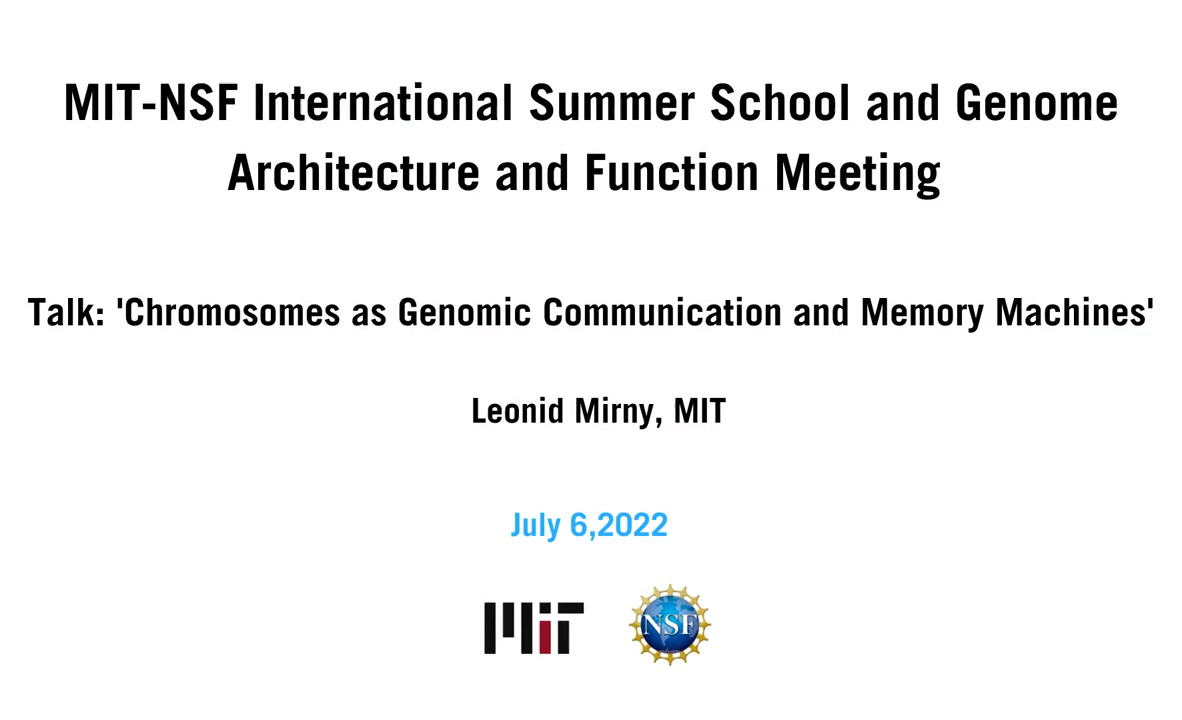 MIT-NSF International Summer School and Genome
Architecture and Function Meeting
Talk: 'Chromosomes as Genomic Communication and Memory Machines'
Leonid Mirny, MIT
July 6,2022
MIT NSF